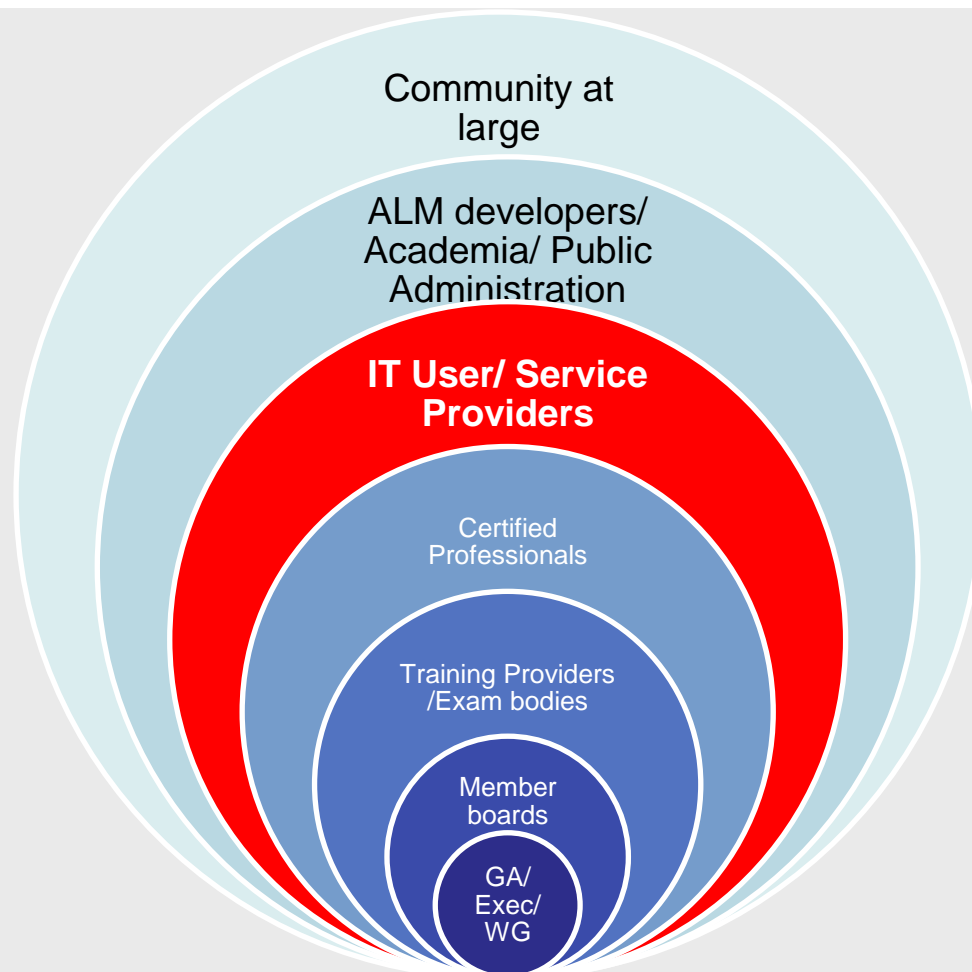 Community at
large
ALM developers/
Academia/ Public
Administration
IT User/ Service
Providers
Certified
Professionals
Training Providers
/Exam bodies
Member
boards
GA/
Exec/
WG